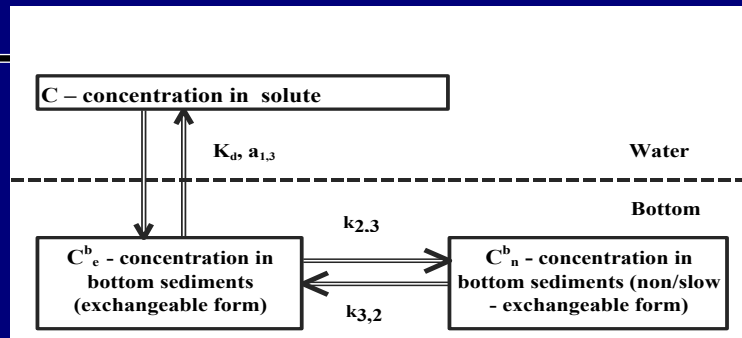 C – concentration in solute
K_d, a_1,3
Water
Bottom
k_2,3
C^b_e - concentration in
bottom sediments
(exchangeable form)
C^b_n - concentration in
bottom sediments (non/slow
- exchangeable form)
k_3,2